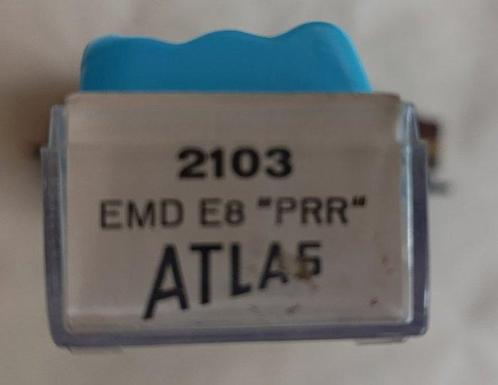 2103
EMD E8 "PRR"
ATLAS